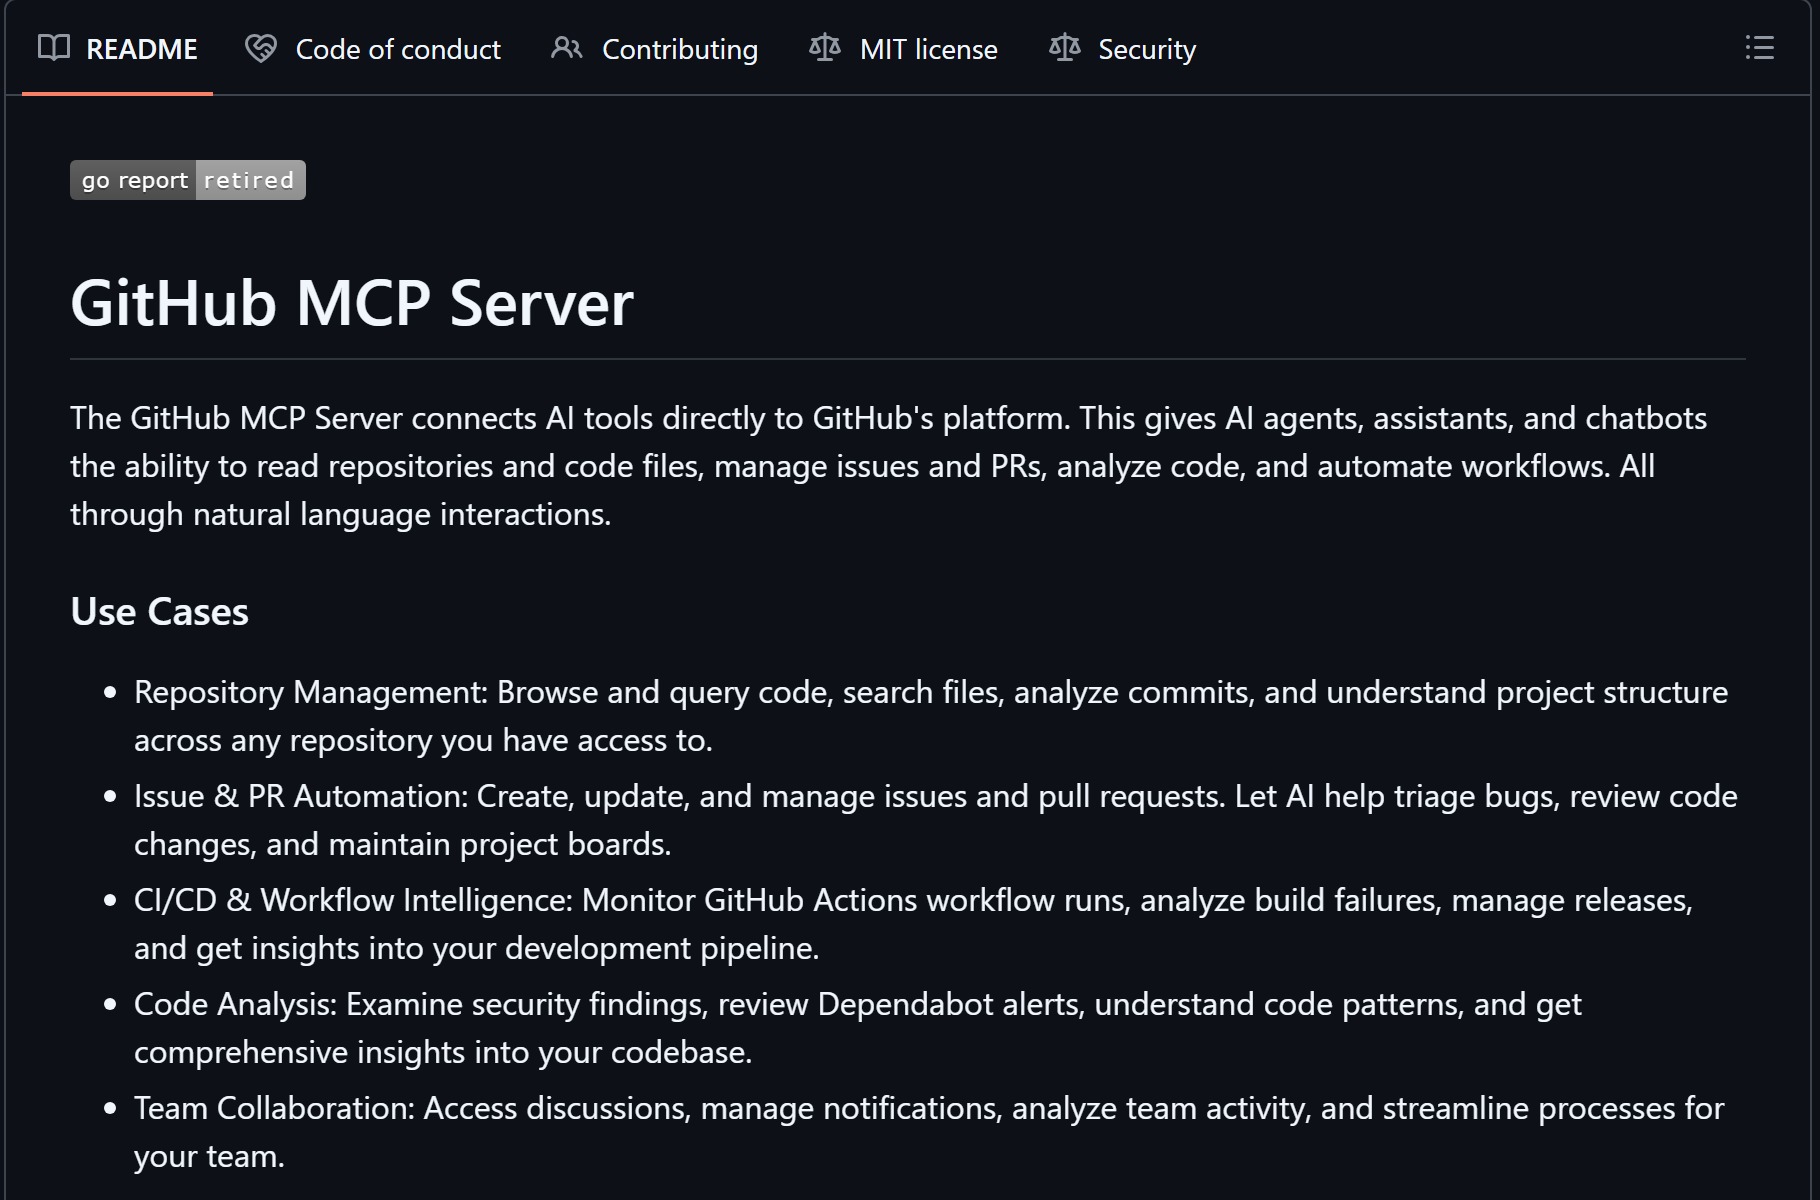 README
Code of conduct
Contributing
MIT license
Security
go report retired
GitHub MCP Server
The GitHub MCP Server connects AI tools directly to GitHub's platform. This gives AI agents, assistants, and chatbots
the ability to read repositories and code files, manage issues and PRs, analyze code, and automate workflows. All
through natural language interactions.
Use Cases
Repository Management: Browse and query code, search files, analyze commits, and understand project structure
across any repository you have access to.
Issue & PR Automation: Create, update, and manage issues and pull requests. Let AI help triage bugs, review code
changes, and maintain project boards.
CI/CD & Workflow Intelligence: Monitor GitHub Actions workflow runs, analyze build failures, manage releases,
and get insights into your development pipeline.
Code Analysis: Examine security findings, review Dependabot alerts, understand code patterns, and get
comprehensive insights into your codebase.
Team Collaboration: Access discussions, manage notifications, analyze team activity, and streamline processes for
your team.